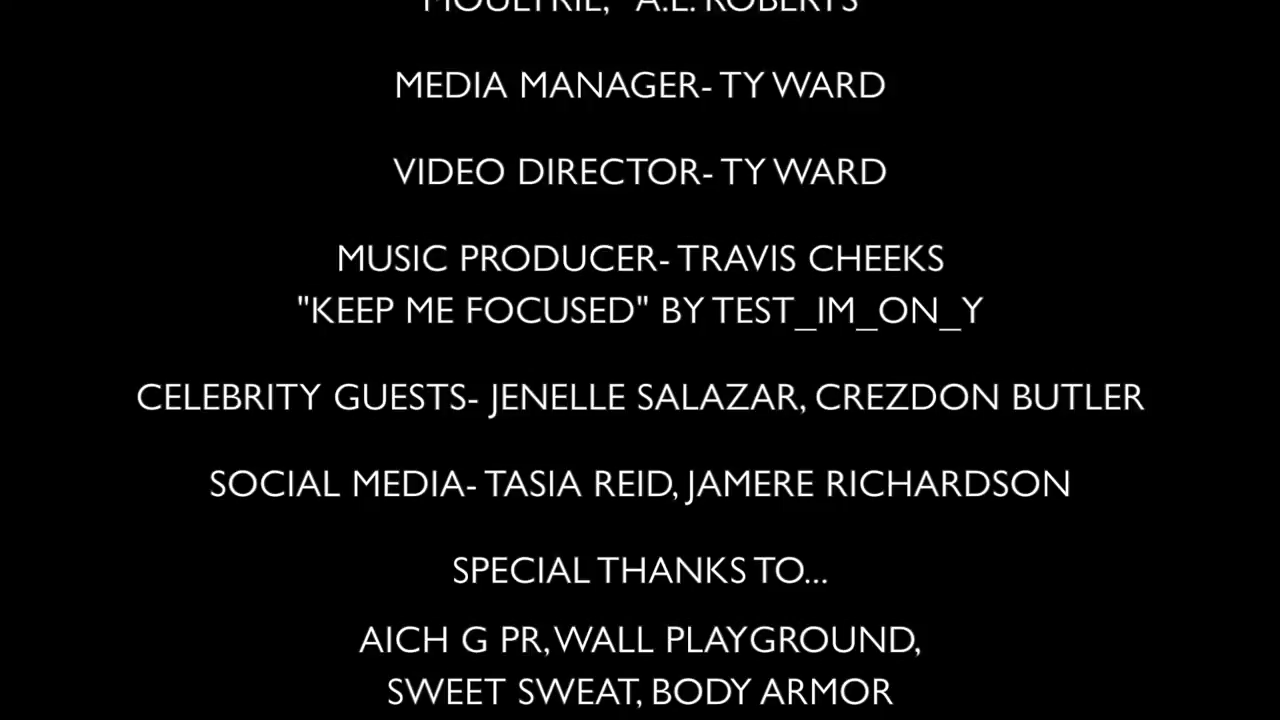 MOULTRIE, A.L. ROBERTS
MEDIA MANAGER- TY WARD
VIDEO DIRECTOR- TY WARD
MUSIC PRODUCER- TRAVIS CHEEKS
"KEEP ME FOCUSED" BY TEST_IM_ON_Y
CELEBRITY GUESTS- JENELLE SALAZAR, CREZDON BUTLER
SOCIAL MEDIA- TASIA REID, JAMERE RICHARDSON
SPECIAL THANKS TO...
AICH G PR, WALL PLAYGROUND,
SWEET SWEAT, BODY ARMOR